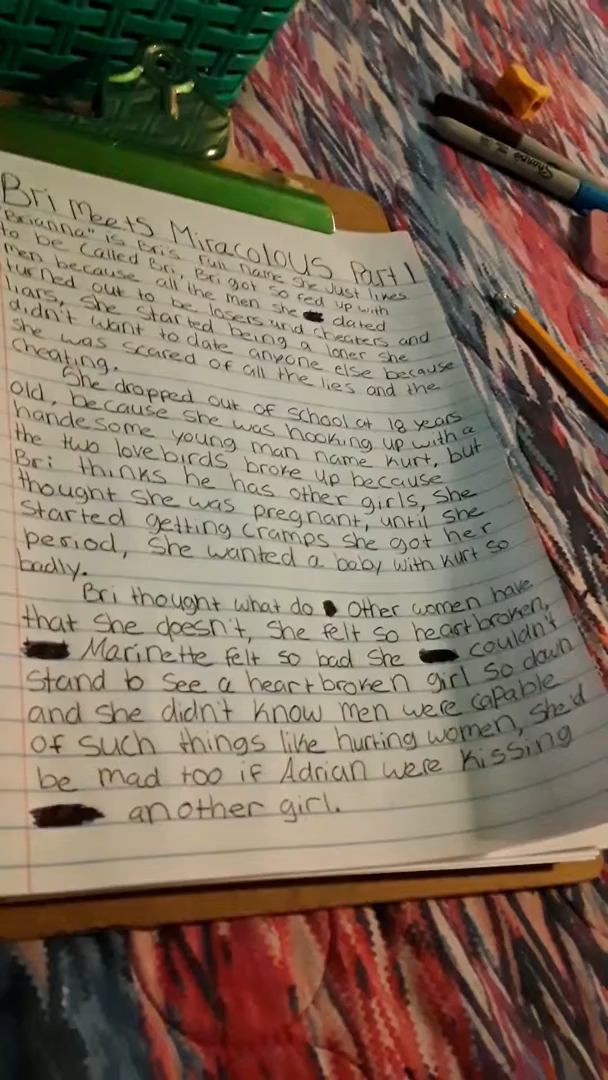 Bri Meets Miracolous Part 1
"Brianna" is Bri's full name she Just likes
to be called Bri, Bri got so fed up with
men because all the men she dated
turned out to be losers and cheaters and
liars, she started being a loner she
didn't want to date anyone else because
she was scared of all the lies and the
cheating.
She dropped out of school at 18 years
old, because she was hooking up with a
handesome young man name Kurt, but
the two lovebirds broke up because
Bri thinks he has other girls, she
thought she was pregnant, until she
started getting cramps she got her
period, she wanted a baby with Kurt so
badly.
Bri thought what do other women have
that she doesn't, she felt so heartbroken,
Marinette felt so bad she couldn't
stand to see a heartbroken girl so down
and she didn't know men were capable
of such things like hurting women, she'd
be mad too if Adrian were kissing
another girl.
Sharpie